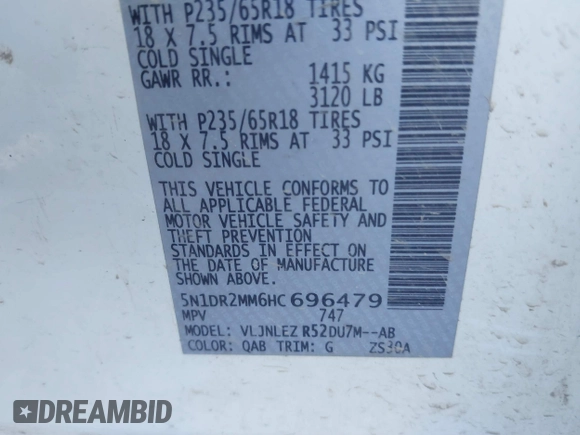 WITH P235/65R18 TIRES
18 X 7.5 RIMS AT 33 PSI
COLD SINGLE
GAWR RR.: 1415 KG
3120 LB
WITH P235/65R18 TIRES
18 X 7.5 RIMS AT 33 PSI
COLD SINGLE
THIS VEHICLE CONFORMS TO
ALL APPLICABLE FEDERAL
MOTOR VEHICLE SAFETY AND
THEFT PREVENTION
STANDARDS IN EFFECT ON
THE DATE OF MANUFACTURE
SHOWN ABOVE.
5N1DR2MM6HC696479
MPV 747
MODEL: VLJNLEZ R52DU7M--AB
COLOR: QAB TRIM: G ZS30A
DREAMBID